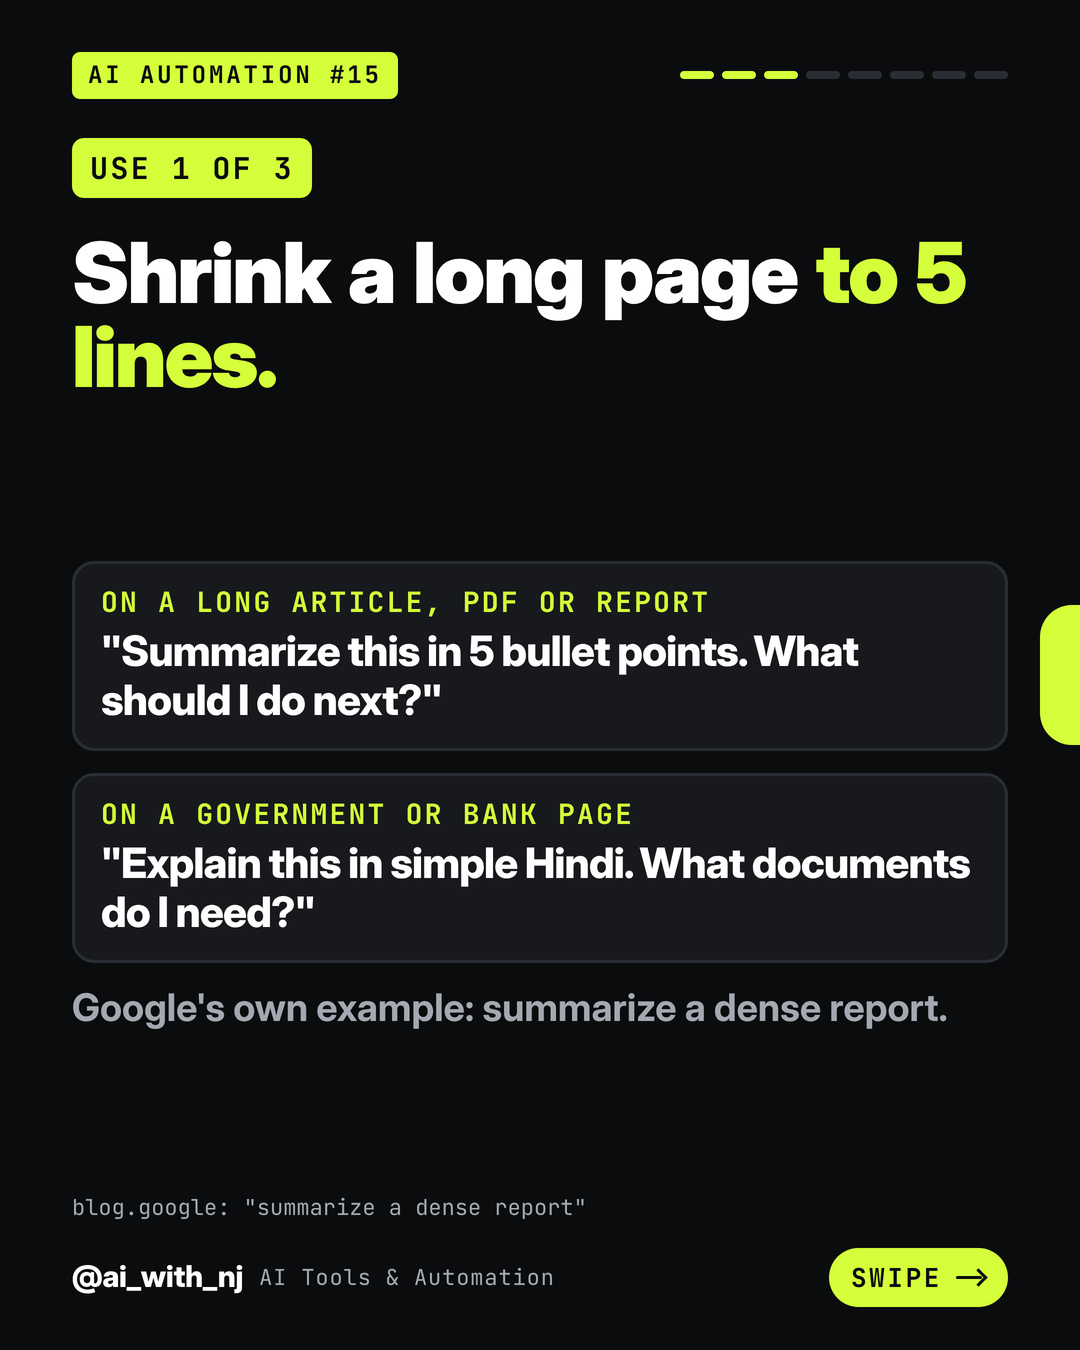 AI AUTOMATION #15
USE 1 OF 3
Shrink a long page to 5
lines.
ON A LONG ARTICLE, PDF OR REPORT
"Summarize this in 5 bullet points. What
should I do next?"
ON A GOVERNMENT OR BANK PAGE
"Explain this in simple Hindi. What documents
do I need?"
Google's own example: summarize a dense report.
blog.google: "summarize a dense report"
@ai_with_nj AI Tools & Automation
SWIPE →